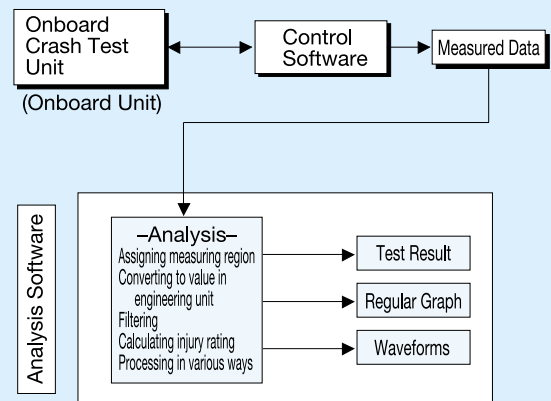 Onboard
Crash Test
Unit
(Onboard Unit)
Control
Software
Measured Data
Analysis Software
–Analysis–
Assigning measuring region
Converting to value in
engineering unit
Filtering
Calculating injury rating
Processing in various ways
Test Result
Regular Graph
Waveforms